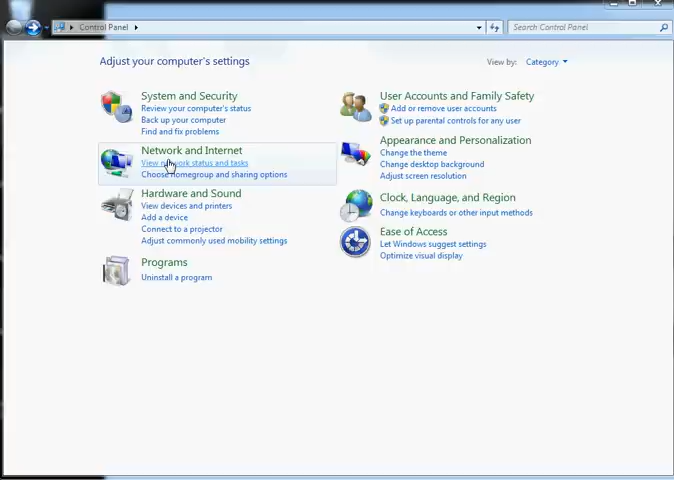 Control Panel
Search Control Panel
Adjust your computer's settings
View by: Category
System and Security
Review your computer's status
Back up your computer
Find and fix problems
Network and Internet
View network status and tasks
Choose homegroup and sharing options
Hardware and Sound
View devices and printers
Add a device
Connect to a projector
Adjust commonly used mobility settings
Programs
Uninstall a program
User Accounts and Family Safety
Add or remove user accounts
Set up parental controls for any user
Appearance and Personalization
Change the theme
Change desktop background
Adjust screen resolution
Clock, Language, and Region
Change keyboards or other input methods
Ease of Access
Let Windows suggest settings
Optimize visual display